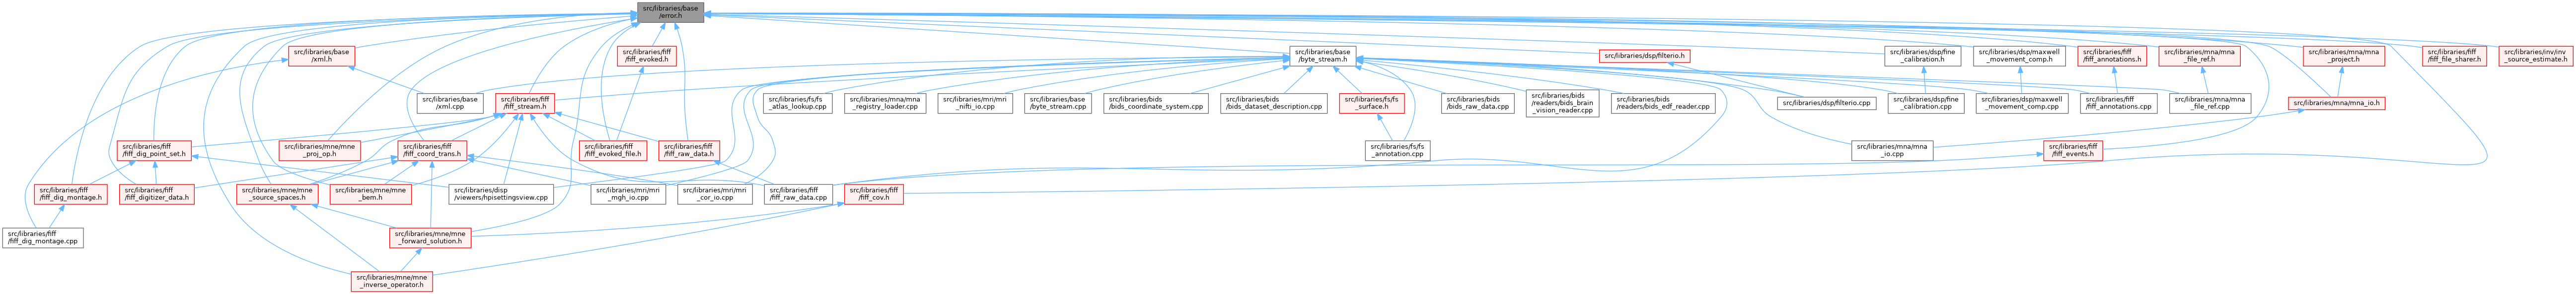 src/libraries/base
/error.h
src/libraries/base
/xml.h
src/libraries/fiff
/fiff_evoked.h
src/libraries/base
/byte_stream.h
src/libraries/dsp/filterio.h
src/libraries/dsp/fine
_calibration.h
src/libraries/dsp/maxwell
_movement_comp.h
src/libraries/fiff
/fiff_annotations.h
src/libraries/mna/mna
_file_ref.h
src/libraries/mna/mna
_project.h
src/libraries/fiff
/fiff_file_sharer.h
src/libraries/inv/inv
_source_estimate.h
src/libraries/base
/xml.cpp
src/libraries/fiff
/fiff_stream.h
src/libraries/fs/fs
_atlas_lookup.cpp
src/libraries/mna/mna
_registry_loader.cpp
src/libraries/mri/mri
_nifti_io.cpp
src/libraries/base
/byte_stream.cpp
src/libraries/bids
/bids_coordinate_system.cpp
src/libraries/bids
/bids_dataset_description.cpp
src/libraries/fs/fs
_surface.h
src/libraries/bids
/bids_raw_data.cpp
src/libraries/bids
/readers/bids_brain
_vision_reader.cpp
src/libraries/bids
/readers/bids_edf_reader.cpp
src/libraries/dsp/filterio.cpp
src/libraries/dsp/fine
_calibration.cpp
src/libraries/dsp/maxwell
_movement_comp.cpp
src/libraries/fiff
/fiff_annotations.cpp
src/libraries/mna/mna
_file_ref.cpp
src/libraries/mna/mna_io.h
src/libraries/fiff
/fiff_dig_point_set.h
src/libraries/mne/mne
_proj_op.h
src/libraries/fiff
/fiff_coord_trans.h
src/libraries/fiff
/fiff_evoked_file.h
src/libraries/fiff
/fiff_raw_data.h
src/libraries/fs/fs
_annotation.cpp
src/libraries/mna/mna
_io.cpp
src/libraries/fiff
/fiff_events.h
src/libraries/fiff
/fiff_dig_montage.h
src/libraries/fiff
/fiff_digitizer_data.h
src/libraries/mne/mne
_source_spaces.h
src/libraries/mne/mne
_bem.h
src/libraries/disp
/viewers/hpisettingsview.cpp
src/libraries/mri/mri
_mgh_io.cpp
src/libraries/mri/mri
_cor_io.cpp
src/libraries/fiff
/fiff_raw_data.cpp
src/libraries/fiff
/fiff_cov.h
src/libraries/fiff
/fiff_dig_montage.cpp
src/libraries/mne/mne
_forward_solution.h
src/libraries/mne/mne
_inverse_operator.h